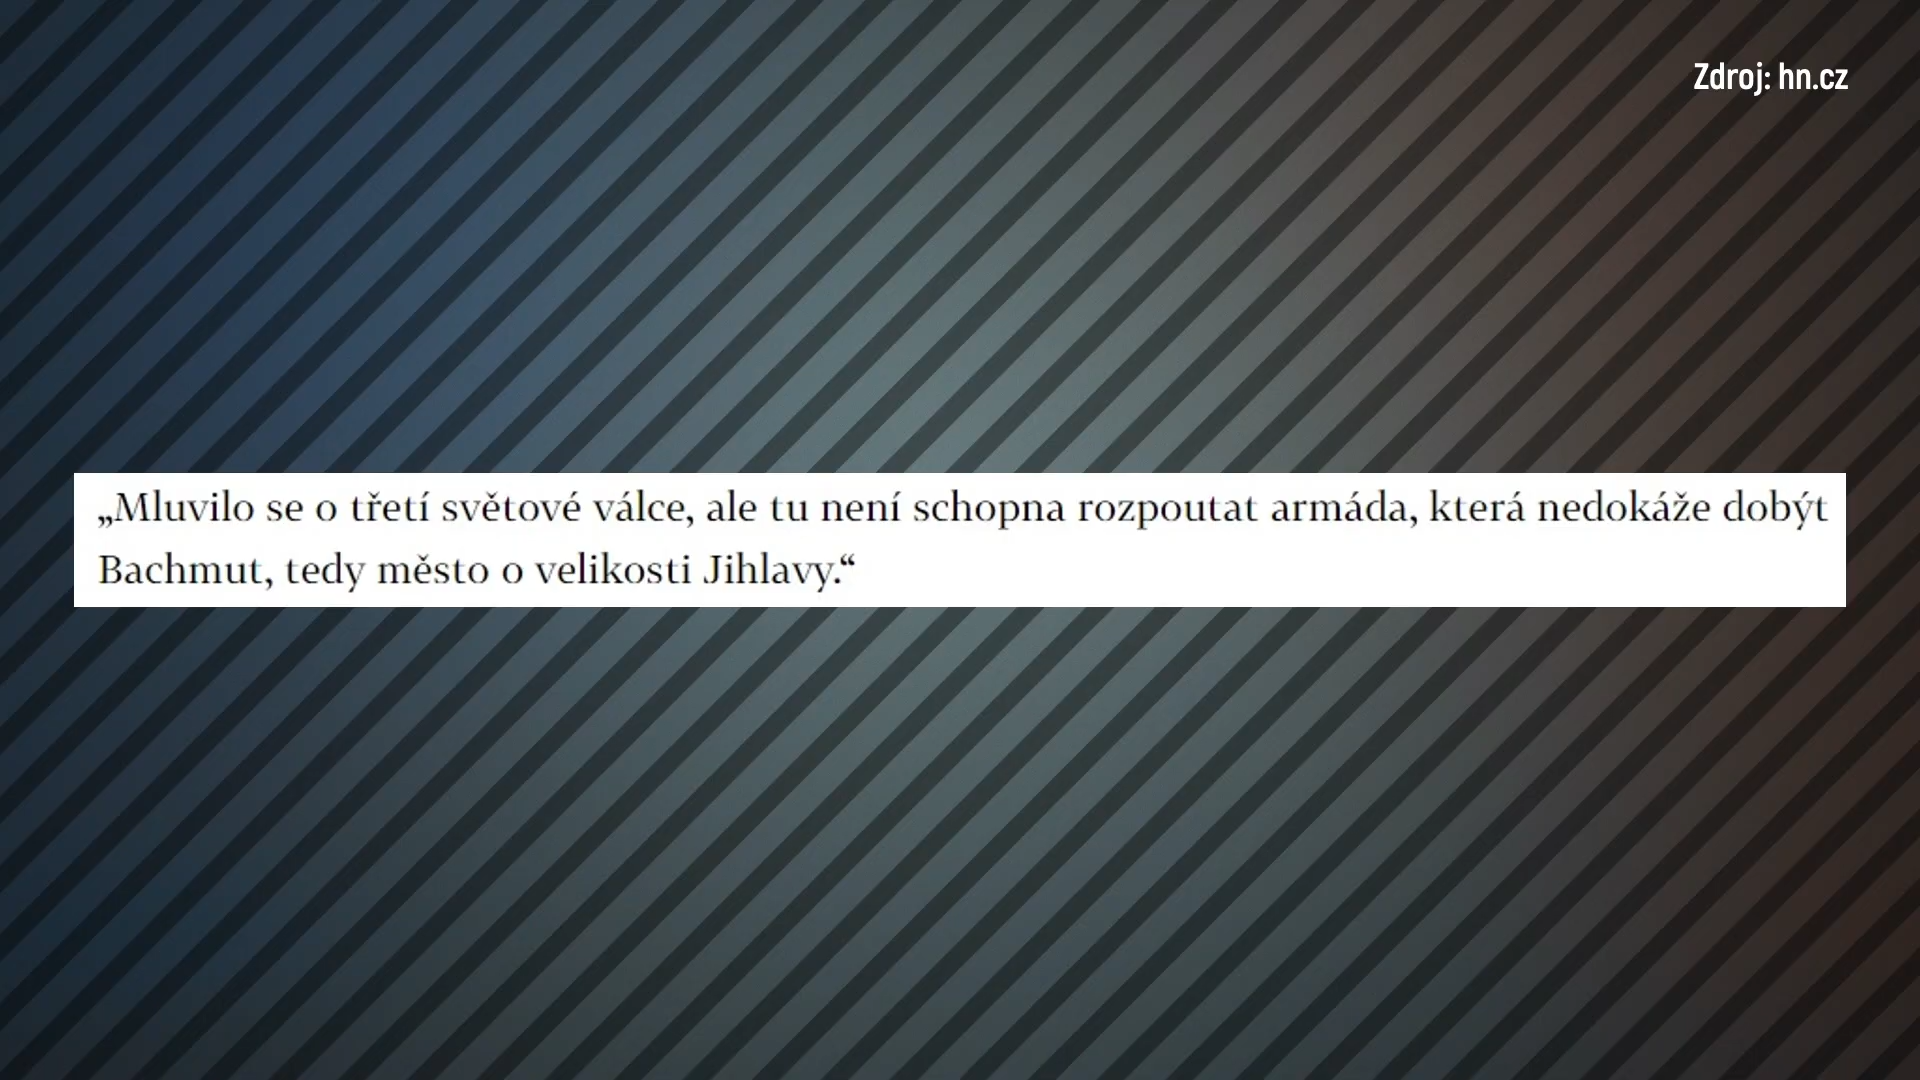 Zdroj: hn.cz
„Mluvilo se o třetí světové válce, ale tu není schopna rozpoutat armáda, která nedokáže dobýt
Bachmut, tedy město o velikosti Jihlavy.“